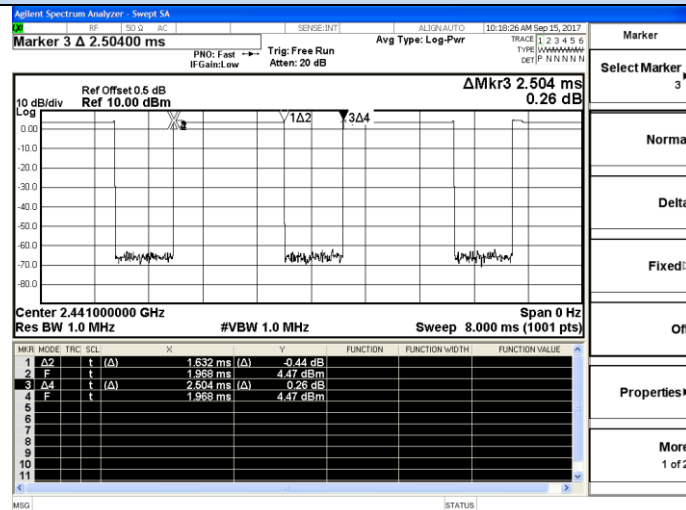 Agilent Spectrum Analyzer - Swept SA
RF 50 Ω AC SENSE:INT ALIGNAUTO 10:18:26 AM Sep 15, 2017
Marker 3 Δ 2.50400 ms
PNO: Fast
IFGain:Low
Trig: Free Run
Atten: 20 dB
Avg Type: Log-Pwr
TRACE 1 2 3 4 5 6
TYPE
DET P N N N N N
Ref Offset 0.5 dB
Ref 10.00 dBm
10 dB/div
Log
ΔMkr3 2.504 ms
0.26 dB
1Δ2
3Δ4
0.00
-10.0
-20.0
-30.0
-40.0
-50.0
-60.0
-70.0
-80.0
Center 2.441000000 GHz
Span 0 Hz
Res BW 1.0 MHz
#VBW 1.0 MHz
Sweep 8.000 ms (1001 pts)
MKR MODE TRC SCL X Y FUNCTION FUNCTION WIDTH FUNCTION VALUE
1 Δ2 t (Δ) 1.632 ms (Δ) -0.44 dB
2 F t 1.968 ms 4.47 dBm
3 Δ4 t (Δ) 2.504 ms (Δ) 0.26 dB
4 F t 1.968 ms 4.47 dBm
5
6
7
8
9
10
11
MSG
STATUS
Marker
Select Marker
3
Norma
Delta
Fixed
Of
Properties
More
1 of 2